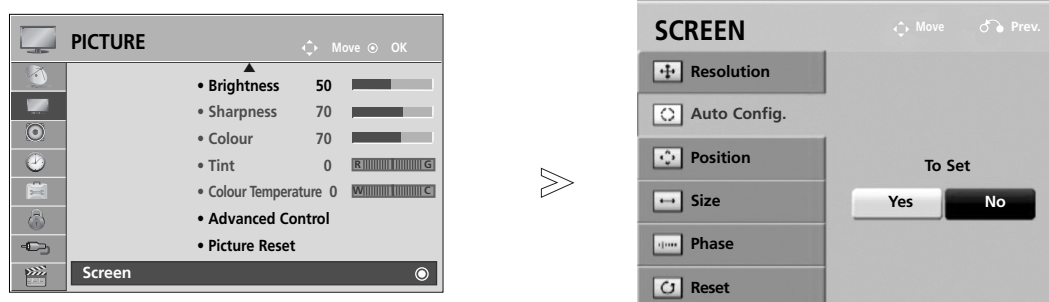 PICTURE
Move OK
• Brightness 50
• Sharpness 70
• Colour 70
• Tint 0 R G
• Colour Temperature 0 W C
• Advanced Control
• Picture Reset
Screen
>
SCREEN
Move Prev.
Resolution
Auto Config.
Position
Size
Phase
Reset
To Set
Yes No